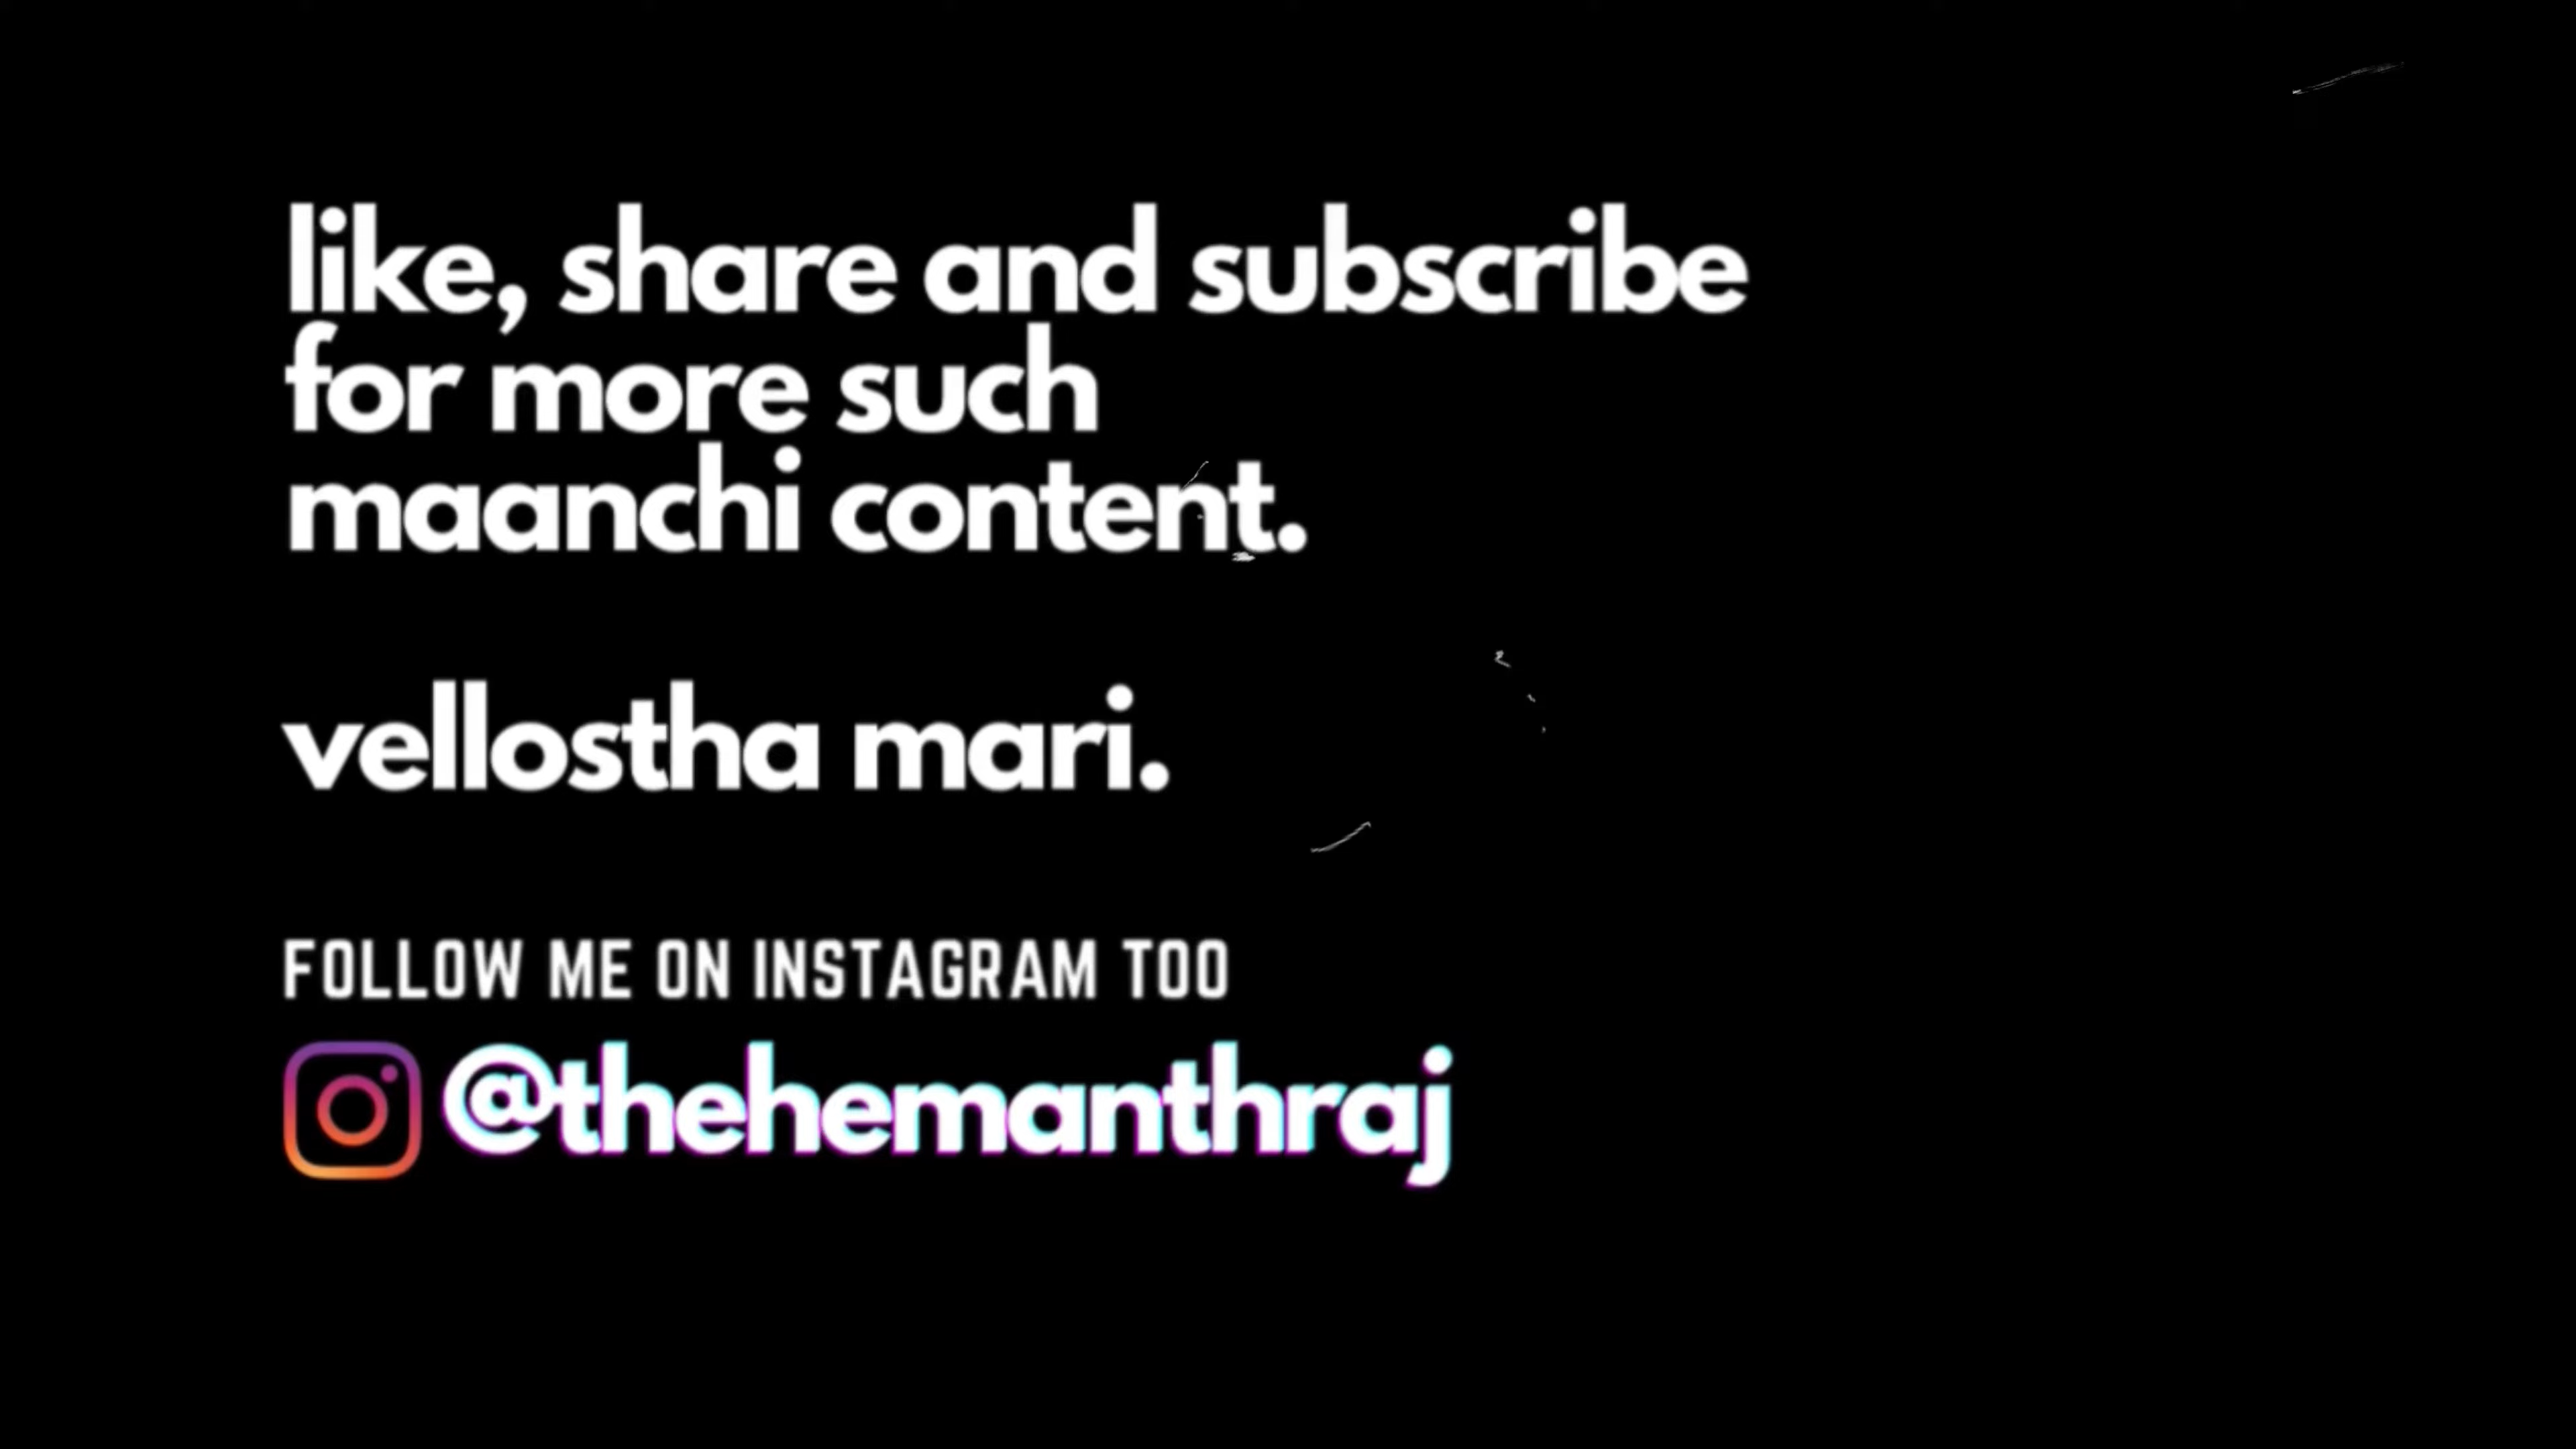 like, share and subscribe
for more such
maanchi content.
vellostha mari.
FOLLOW ME ON INSTAGRAM TOO
@thehemanthraj